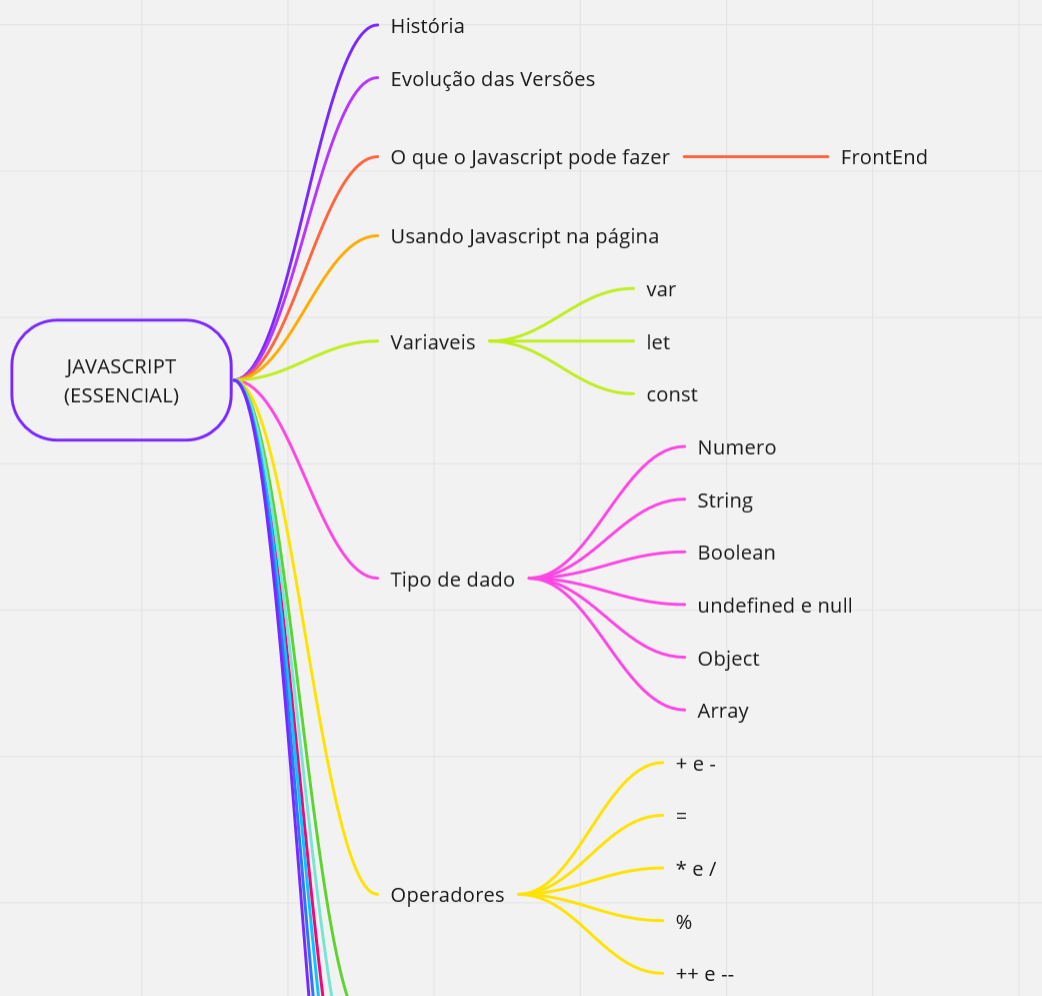 JAVASCRIPT
(ESSENCIAL)
História
Evolução das Versões
O que o Javascript pode fazer
FrontEnd
Usando Javascript na página
Variaveis
var
let
const
Tipo de dado
Numero
String
Boolean
undefined e null
Object
Array
Operadores
+ e -
=
* e /
%
++ e --